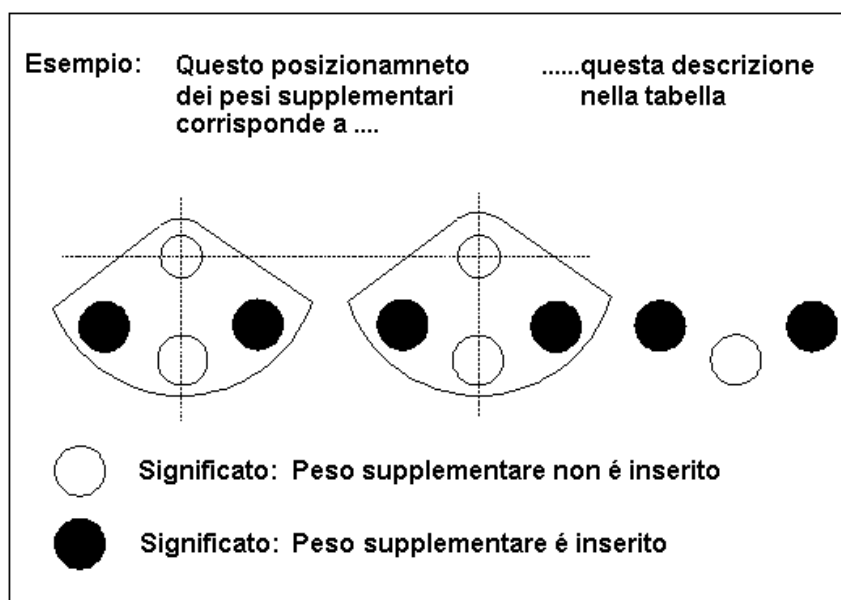 Esempio: Questo posizionamneto ......questa descrizione
dei pesi supplementari nella tabella
corrisponde a ....
Significato: Peso supplementare non é inserito
Significato: Peso supplementare é inserito